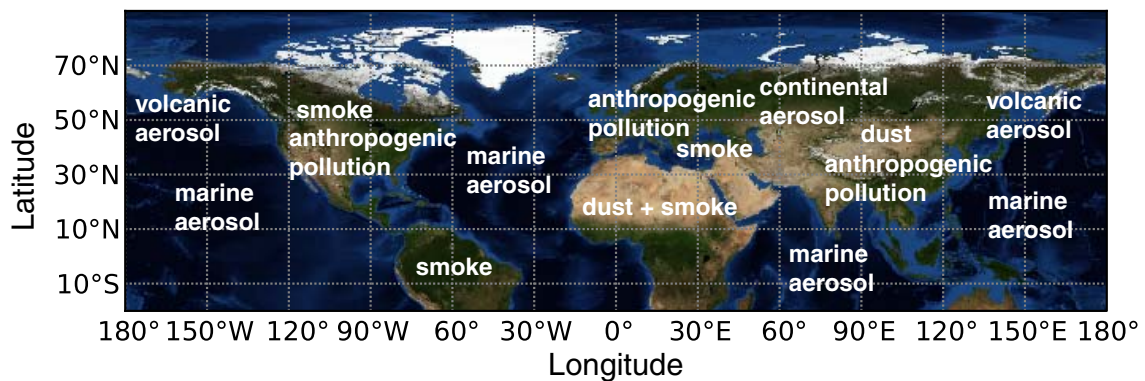 70°N
50°N
30°N
10°N
10°S
Latitude
volcanic
aerosol
smoke
anthropogenic
pollution
marine
aerosol
marine
aerosol
smoke
anthropogenic
pollution
smoke
continental
aerosol
dust
anthropogenic
pollution
volcanic
aerosol
dust + smoke
marine
aerosol
marine
aerosol
180° 150°W 120° 90°W 60° 30°W 0° 30°E 60° 90°E 120° 150°E 180°
Longitude